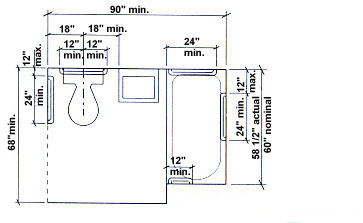 90" min.
18" min.
18" min.
12" min.
12" min.
24" min.
12" max.
24" min.
68"min.
12" max.
24" min.
58 1/2" actual
60" nominal
12" min.